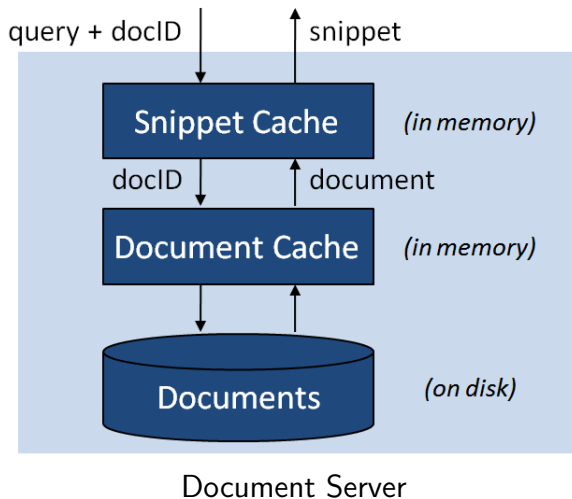 query + docID
snippet
Snippet Cache
(in memory)
docID
document
Document Cache
(in memory)
Documents
(on disk)
Document Server